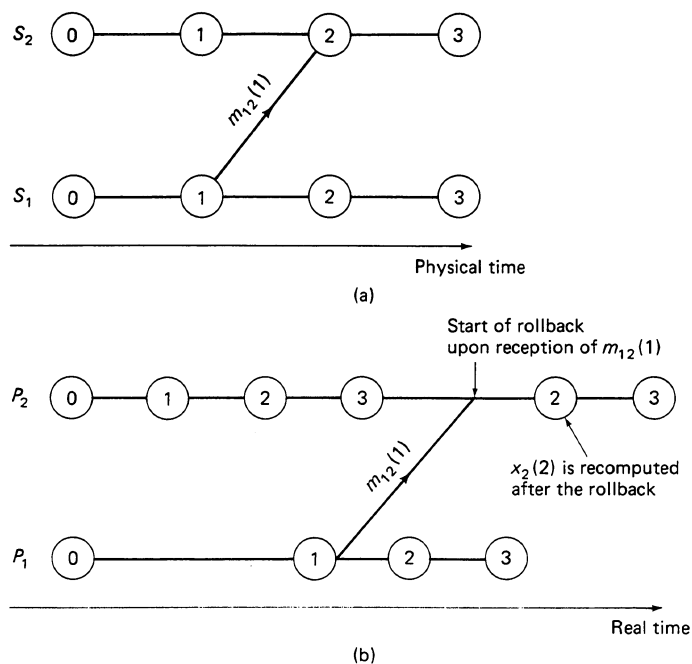 S₂ 0 1 2 3
m₁₂(1)
S₁ 0 1 2 3
Physical time
(a)
Start of rollback
upon reception of m₁₂(1)
P₂ 0 1 2 3 2 3
m₁₂(1)
x₂(2) is recomputed
after the rollback
P₁ 0 1 2 3
Real time
(b)